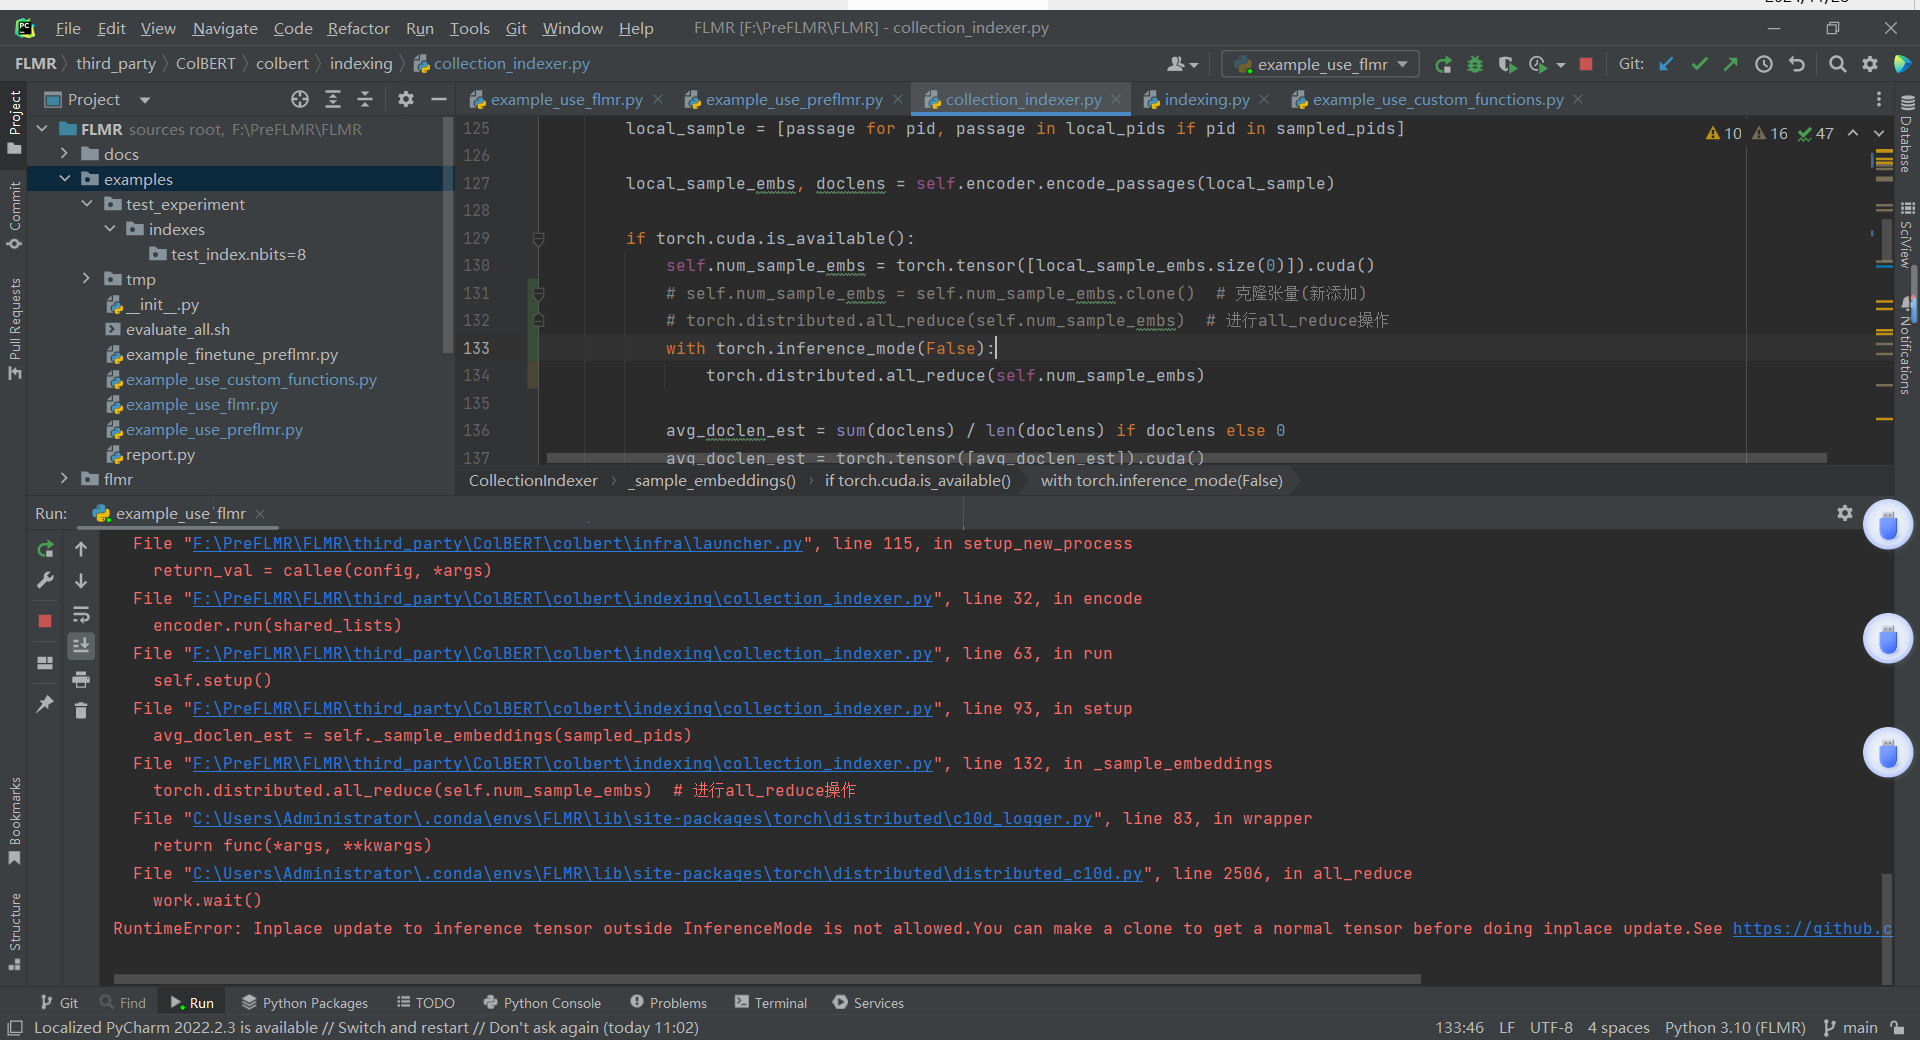 File Edit View Navigate Code Refactor Run Tools Git Window Help FLMR [F:\PreFLMR\FLMR] - collection_indexer.py
FLMR third_party ColBERT colbert indexing collection_indexer.py example_use_flmr Git:
Project example_use_flmr.py example_use_preflmr.py collection_indexer.py indexing.py example_use_custom_functions.py
FLMR sources root, F:\PreFLMR\FLMR
docs
examples
test_experiment
indexes
test_index.nbits=8
tmp
__init__.py
evaluate_all.sh
example_finetune_preflmr.py
example_use_custom_functions.py
example_use_flmr.py
example_use_preflmr.py
report.py
flmr
Project
Commit
Pull Requests
Bookmarks
Structure
10 16 47
125 local_sample = [passage for pid, passage in local_pids if pid in sampled_pids]
126
127 local_sample_embs, doclens = self.encoder.encode_passages(local_sample)
128
129 if torch.cuda.is_available():
130 self.num_sample_embs = torch.tensor([local_sample_embs.size(0)]).cuda()
131 # self.num_sample_embs = self.num_sample_embs.clone() # 克隆张量(新添加)
132 # torch.distributed.all_reduce(self.num_sample_embs) # 进行all_reduce操作
133 with torch.inference_mode(False):
134 torch.distributed.all_reduce(self.num_sample_embs)
135
136 avg_doclen_est = sum(doclens) / len(doclens) if doclens else 0
137 avg_doclen_est = torch.tensor([avg_doclen_est]).cuda()
CollectionIndexer _sample_embeddings() if torch.cuda.is_available() with torch.inference_mode(False)
Database
SciView
Notifications
Run: example_use_flmr
File "F:\PreFLMR\FLMR\third_party\ColBERT\colbert\infra\launcher.py", line 115, in setup_new_process
return_val = callee(config, *args)
File "F:\PreFLMR\FLMR\third_party\ColBERT\colbert\indexing\collection_indexer.py", line 32, in encode
encoder.run(shared_lists)
File "F:\PreFLMR\FLMR\third_party\ColBERT\colbert\indexing\collection_indexer.py", line 63, in run
self.setup()
File "F:\PreFLMR\FLMR\third_party\ColBERT\colbert\indexing\collection_indexer.py", line 93, in setup
avg_doclen_est = self._sample_embeddings(sampled_pids)
File "F:\PreFLMR\FLMR\third_party\ColBERT\colbert\indexing\collection_indexer.py", line 132, in _sample_embeddings
torch.distributed.all_reduce(self.num_sample_embs) # 进行all_reduce操作
File "C:\Users\Administrator\.conda\envs\FLMR\lib\site-packages\torch\distributed\c10d_logger.py", line 83, in wrapper
return func(*args, **kwargs)
File "C:\Users\Administrator\.conda\envs\FLMR\lib\site-packages\torch\distributed\distributed_c10d.py", line 2506, in all_reduce
work.wait()
RuntimeError: Inplace update to inference tensor outside InferenceMode is not allowed.You can make a clone to get a normal tensor before doing inplace update.See https://github.c
Git Find Run Python Packages TODO Python Console Problems Terminal Services
Localized PyCharm 2022.2.3 is available // Switch and restart // Don't ask again (today 11:02) 133:46 LF UTF-8 4 spaces Python 3.10 (FLMR) main